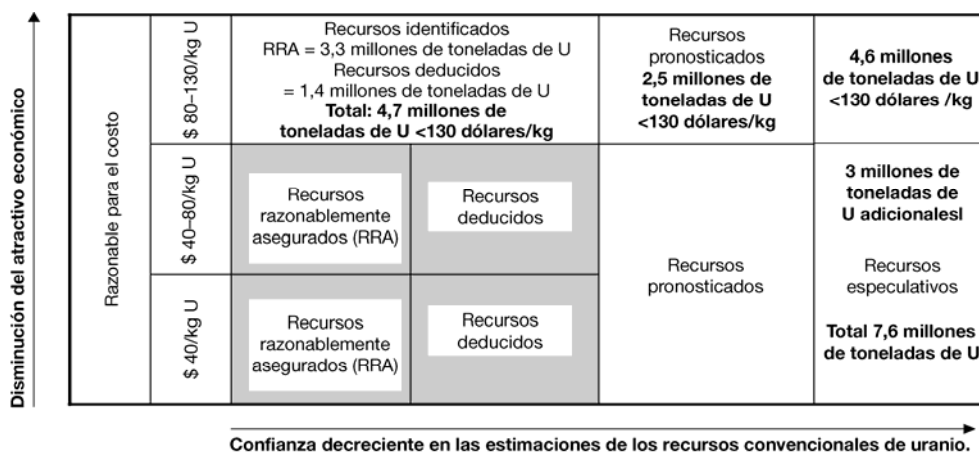 Disminución del atractivo económico
Razonable para el costo
$ 80–130/kg U
Recursos identificados
RRA = 3,3 millones de toneladas de U
Recursos deducidos
= 1,4 millones de toneladas de U
Total: 4,7 millones de
toneladas de U <130 dólares/kg
Recursos
pronosticados
2,5 millones de
toneladas de U
<130 dólares/kg
4,6 millones
de toneladas de U
<130 dólares /kg
$ 40–80/kg U
Recursos
razonablemente
asegurados (RRA)
Recursos
deducidos
$ 40/kg U
Recursos
razonablemente
asegurados (RRA)
Recursos
deducidos
Recursos
pronosticados
3 millones de
toneladas de
U adicionalesl
Recursos
especulativos
Total 7,6 millones
de toneladas de U
Confianza decreciente en las estimaciones de los recursos convencionales de uranio.